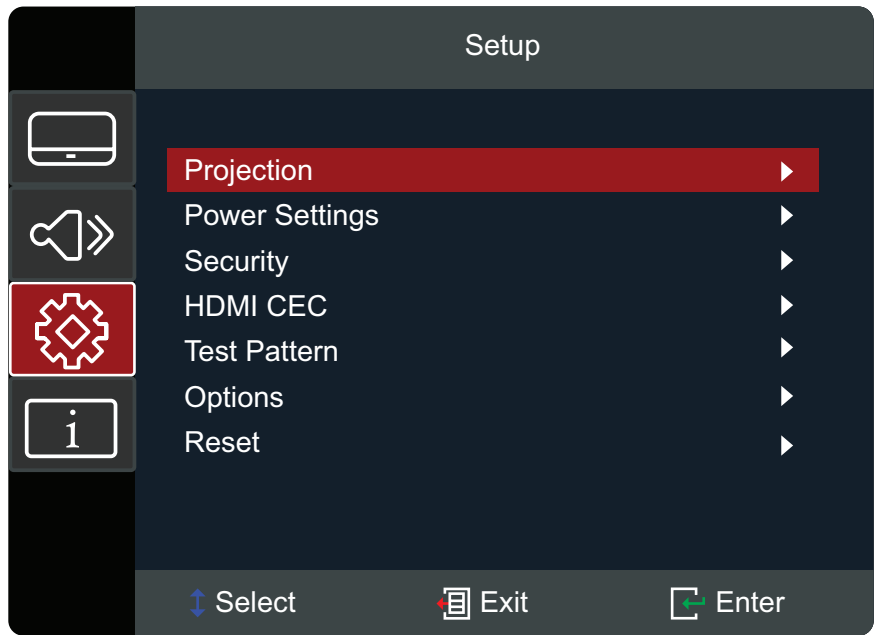 Setup
Projection
Power Settings
Security
HDMI CEC
Test Pattern
Options
i
Reset
Select Exit Enter